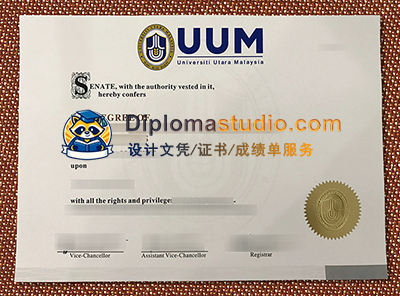 UUM
Universiti Utara Malaysia
SENATE, with the authority vested in it,
hereby confers
DEGREE OF
Diplomastudio.com
设计文凭/证书/成绩单服务
upon
with all the rights and privilege
Vice-Chancellor Assistant Vice-Chancellor Registrar